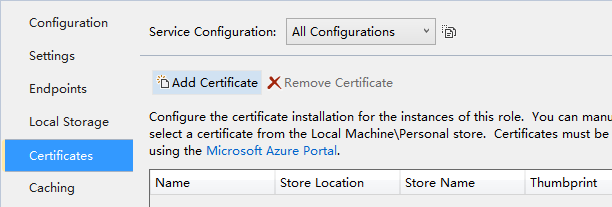 Configuration
Settings
Endpoints
Local Storage
Certificates
Caching
Service Configuration: All Configurations
Add Certificate Remove Certificate
Configure the certificate installation for the instances of this role. You can manu
select a certificate from the Local Machine\Personal store. Certificates must be
using the Microsoft Azure Portal.
Name Store Location Store Name Thumbprint